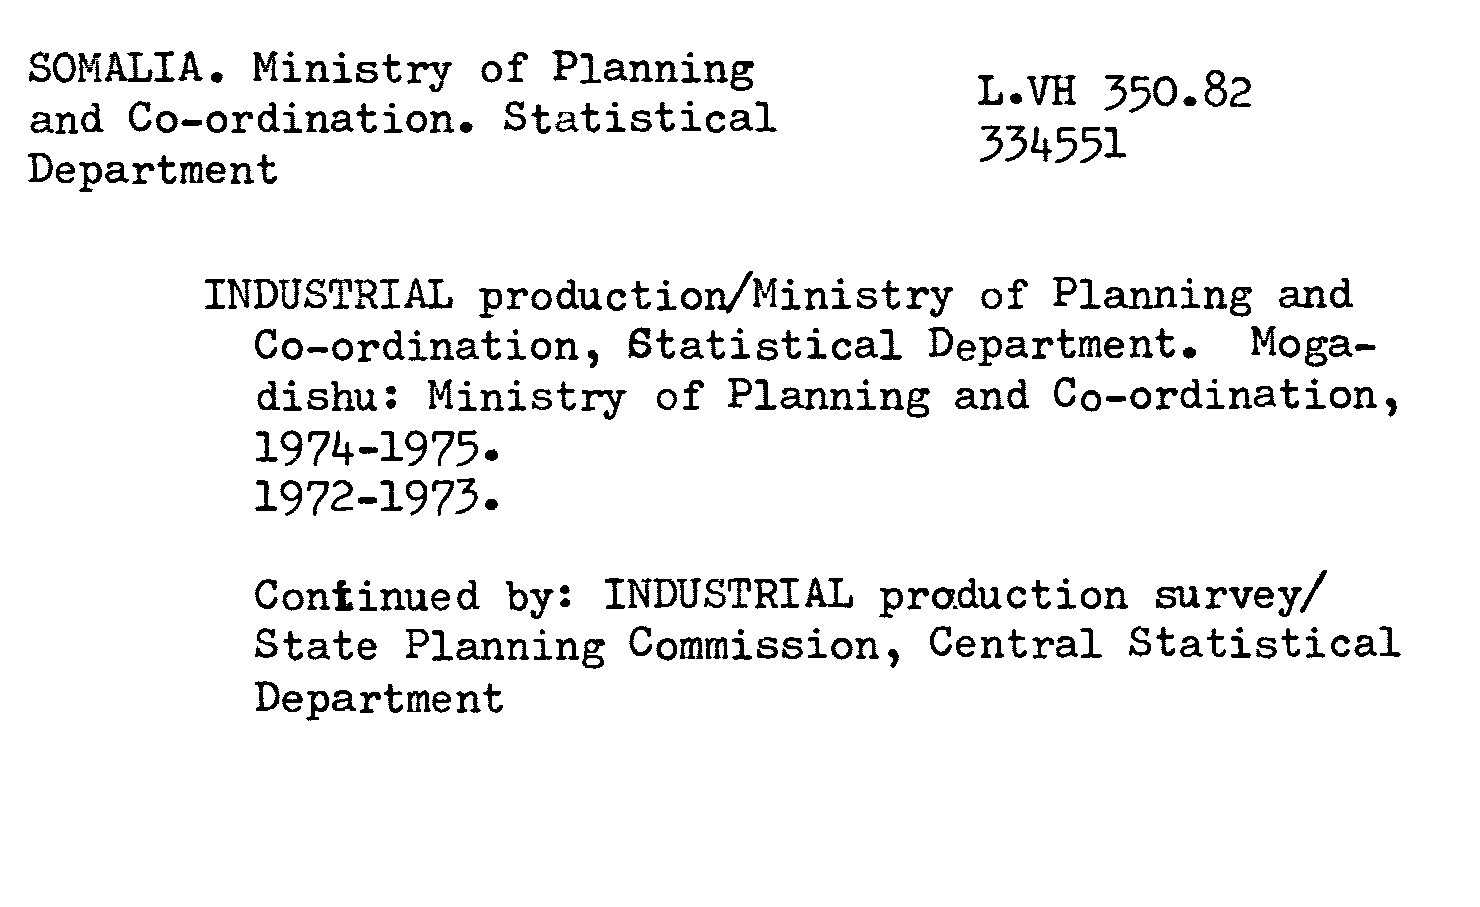 SOMALIA. Ministry of Planning
and Co-ordination. Statistical
Department
L.VH 350.82
334551
INDUSTRIAL production/Ministry of Planning and
Co-ordination, Statistical Department. Moga-
dishu: Ministry of Planning and Co-ordination,
1974-1975.
1972-1973.
Continued by: INDUSTRIAL production survey/
State Planning Commission, Central Statistical
Department